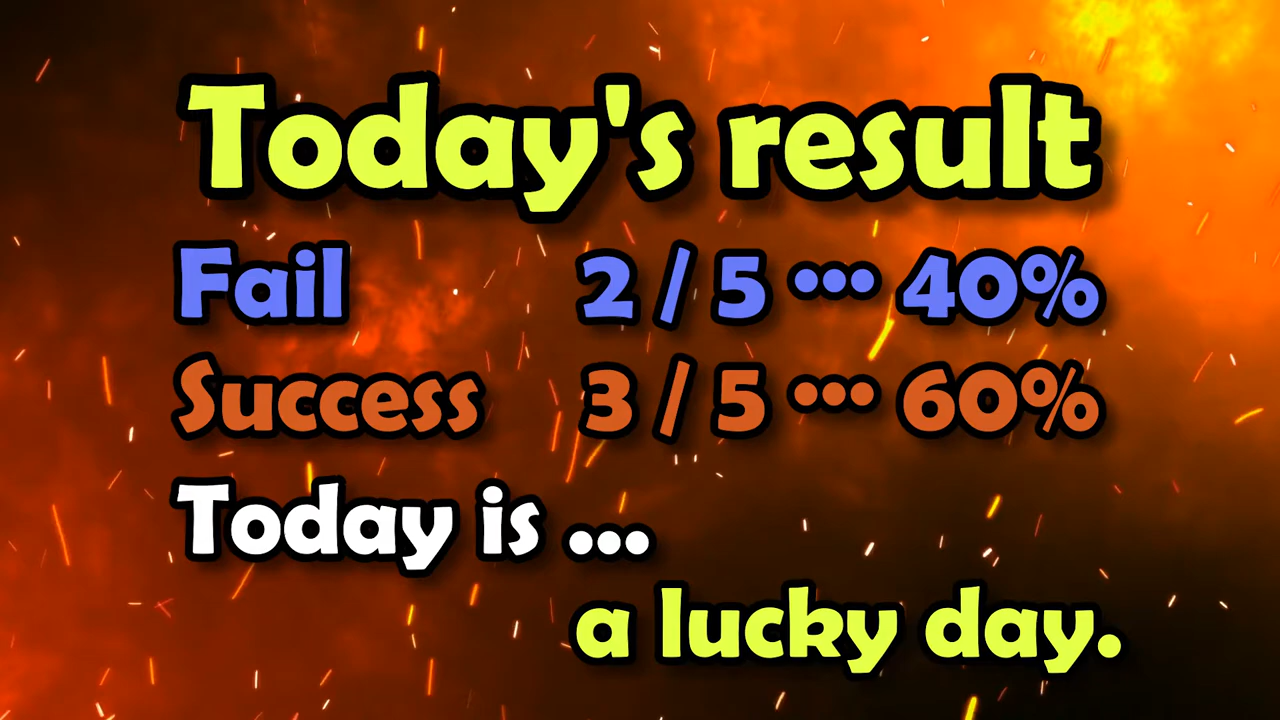 Today's result
Fail 2 / 5 ••• 40%
Success 3 / 5 ••• 60%
Today is ...
a lucky day.